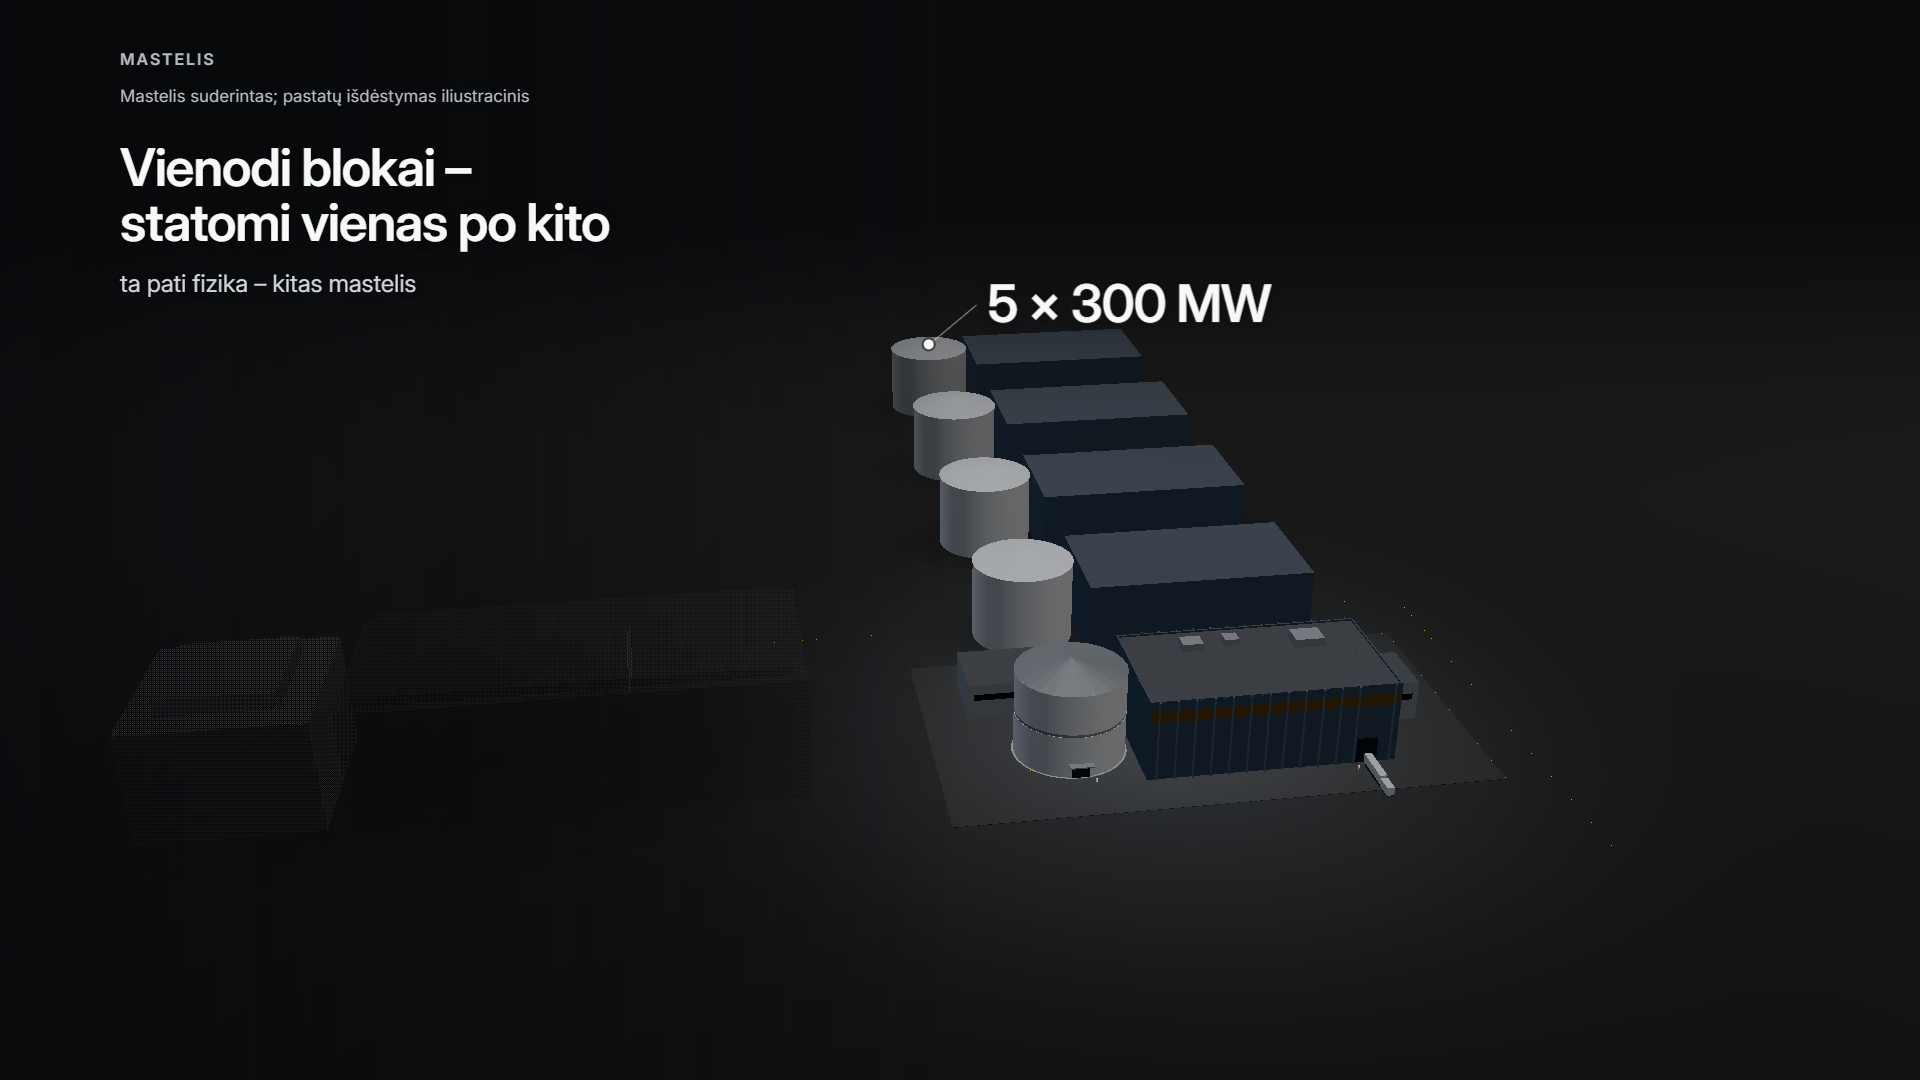 MASTELIS
Mastelis suderintas; pastatų išdėstymas iliustracinis
Vienodi blokai –
statomi vienas po kito
ta pati fizika – kitas mastelis
5 × 300 MW